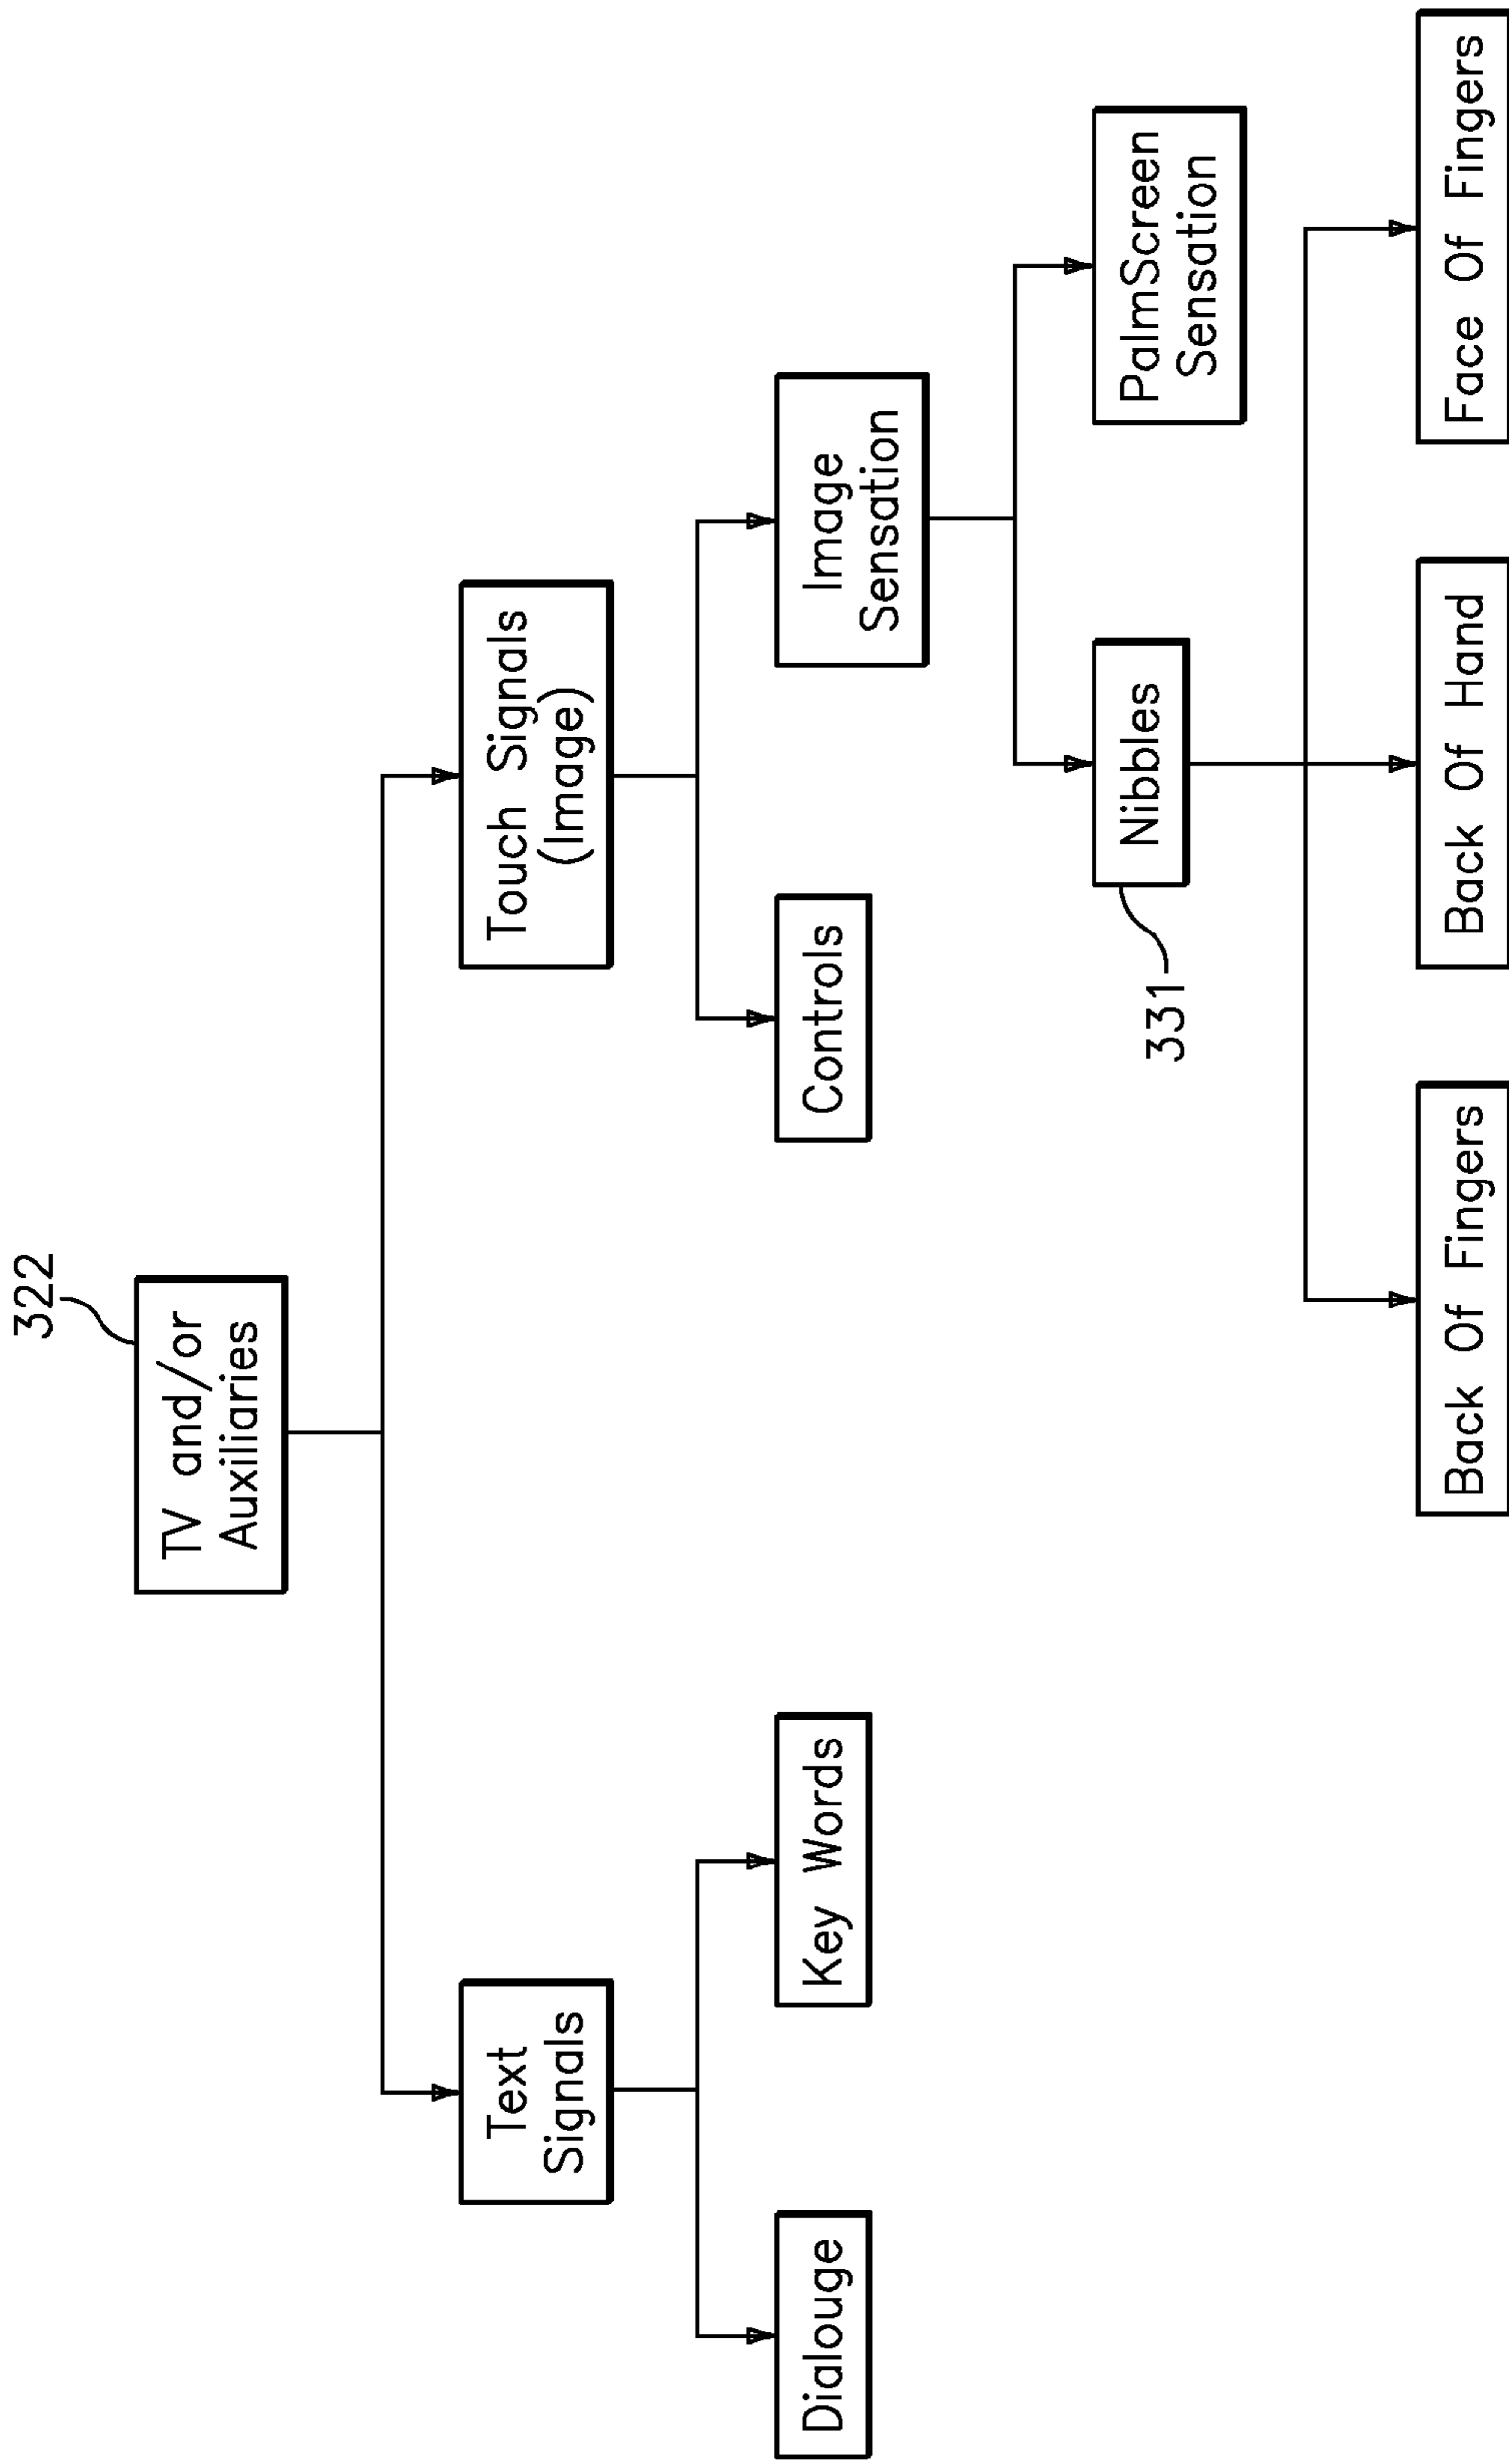 322
TV and/or
Auxiliaries
Text
Signals
Touch Signals
(Image)
Dialouge
Key Words
Controls
Image
Sensation
331
Nibbles
PalmScreen
Sensation
Back Of Fingers
Back Of Hand
Face Of Fingers